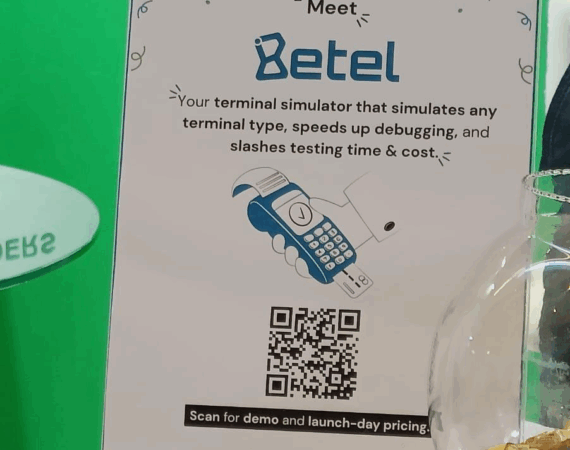 Meet
Betel
Your terminal simulator that simulates any
terminal type, speeds up debugging, and
slashes testing time & cost.
Scan for demo and launch-day pricing.
DERS